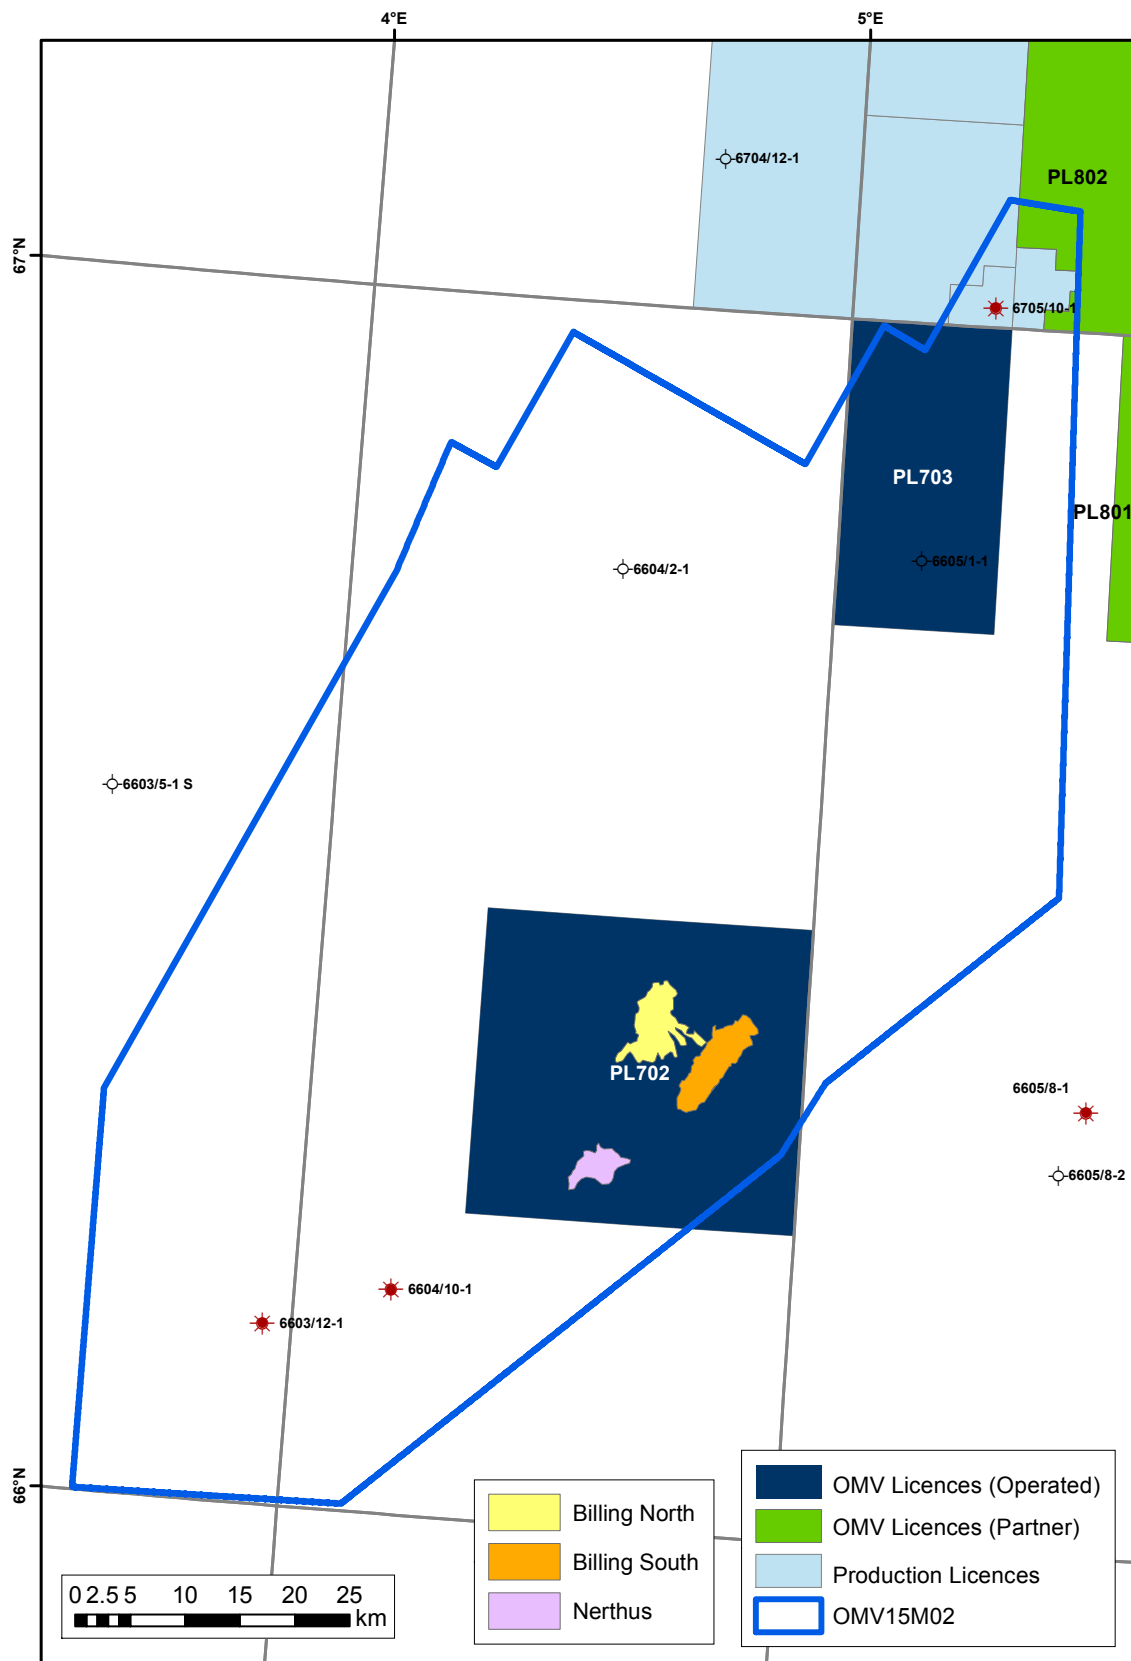 4°E
5°E
6704/12-1
PL802
67°N
6705/10-1
PL703
PL801
6605/1-1
6604/2-1
6603/5-1 S
PL702
6605/8-1
6605/8-2
6604/10-1
6603/12-1
66°N
OMV Licences (Operated)
Billing North
OMV Licences (Partner)
Billing South
Production Licences
Nerthus
OMV15M02
0 2.5 5 10 15 20 25
km